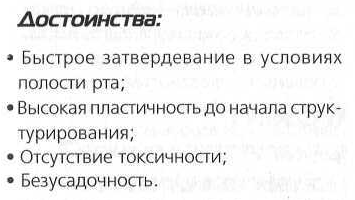 Достоинства:
• Быстрое затвердевание в условиях
полости рта;
• Высокая пластичность до начала струк-
турирования;
• Отсутствие токсичности;
• Безусадочность.